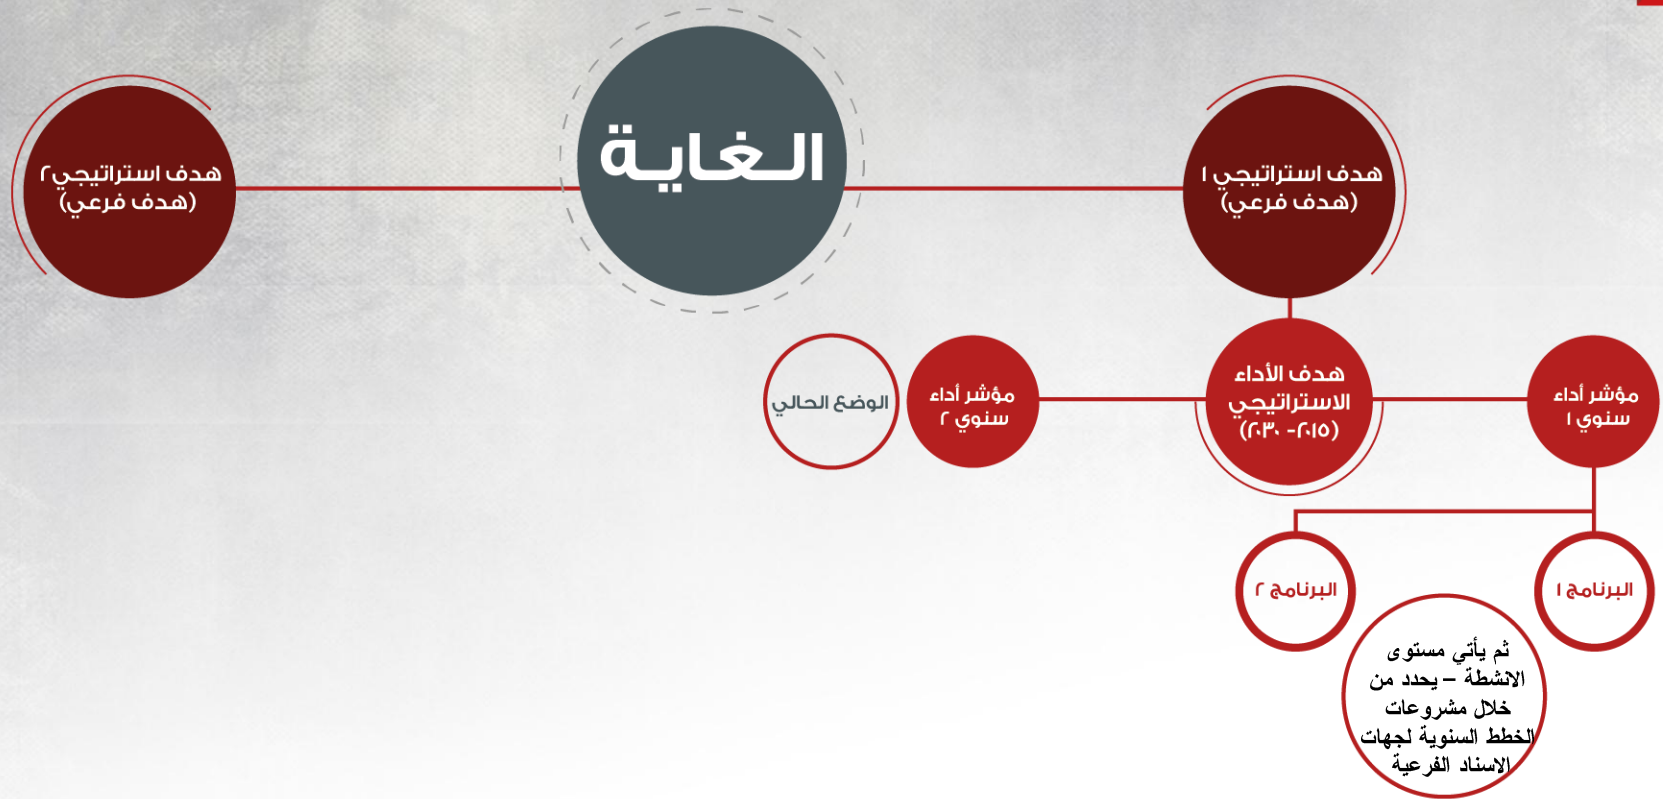 الغاية
هدف استراتيجي ١
(هدف فرعي)
هدف استراتيجي٢
(هدف فرعي)
مؤشر أداء
سنوي ١
هدف الأداء
الاستراتيجي
(٢٠١٥- ٢٠٣٠)
مؤشر أداء
سنوي ٢
الوضع الحالي
البرنامج ١
البرنامج ٢
ثم يأتي مستوى
الانشطة – يحدد من
خلال مشروعات
الخطط السنوية لجهات
الاسناد الفرعية